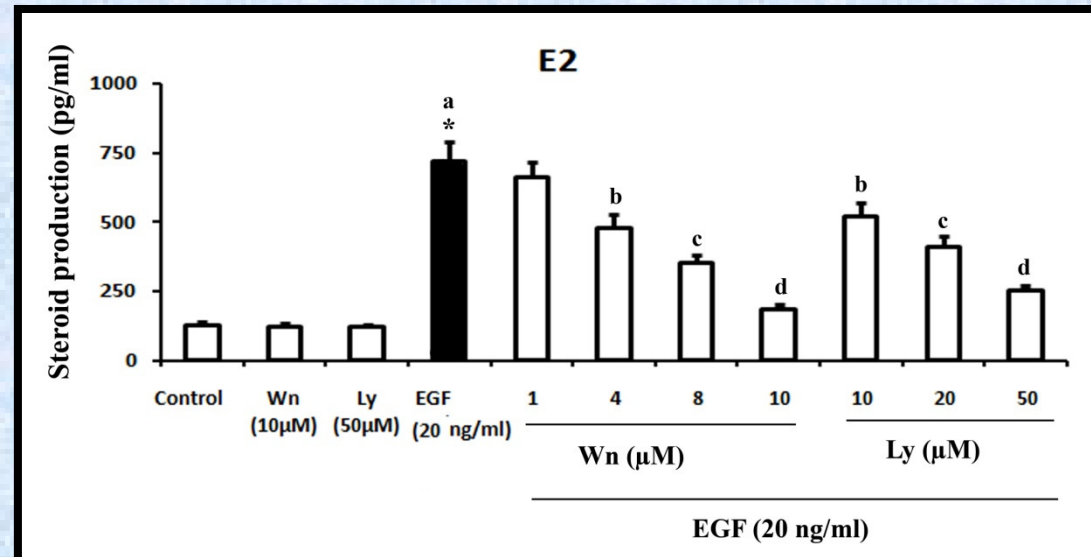 E2
Steroid production (pg/ml)
1000
750
500
250
0
a
*
b
c
d
b
c
d
Control Wn Ly EGF 1 4 8 10 10 20 50
(10µM) (50µM) (20 ng/ml)
Wn (µM) Ly (µM)
EGF (20 ng/ml)